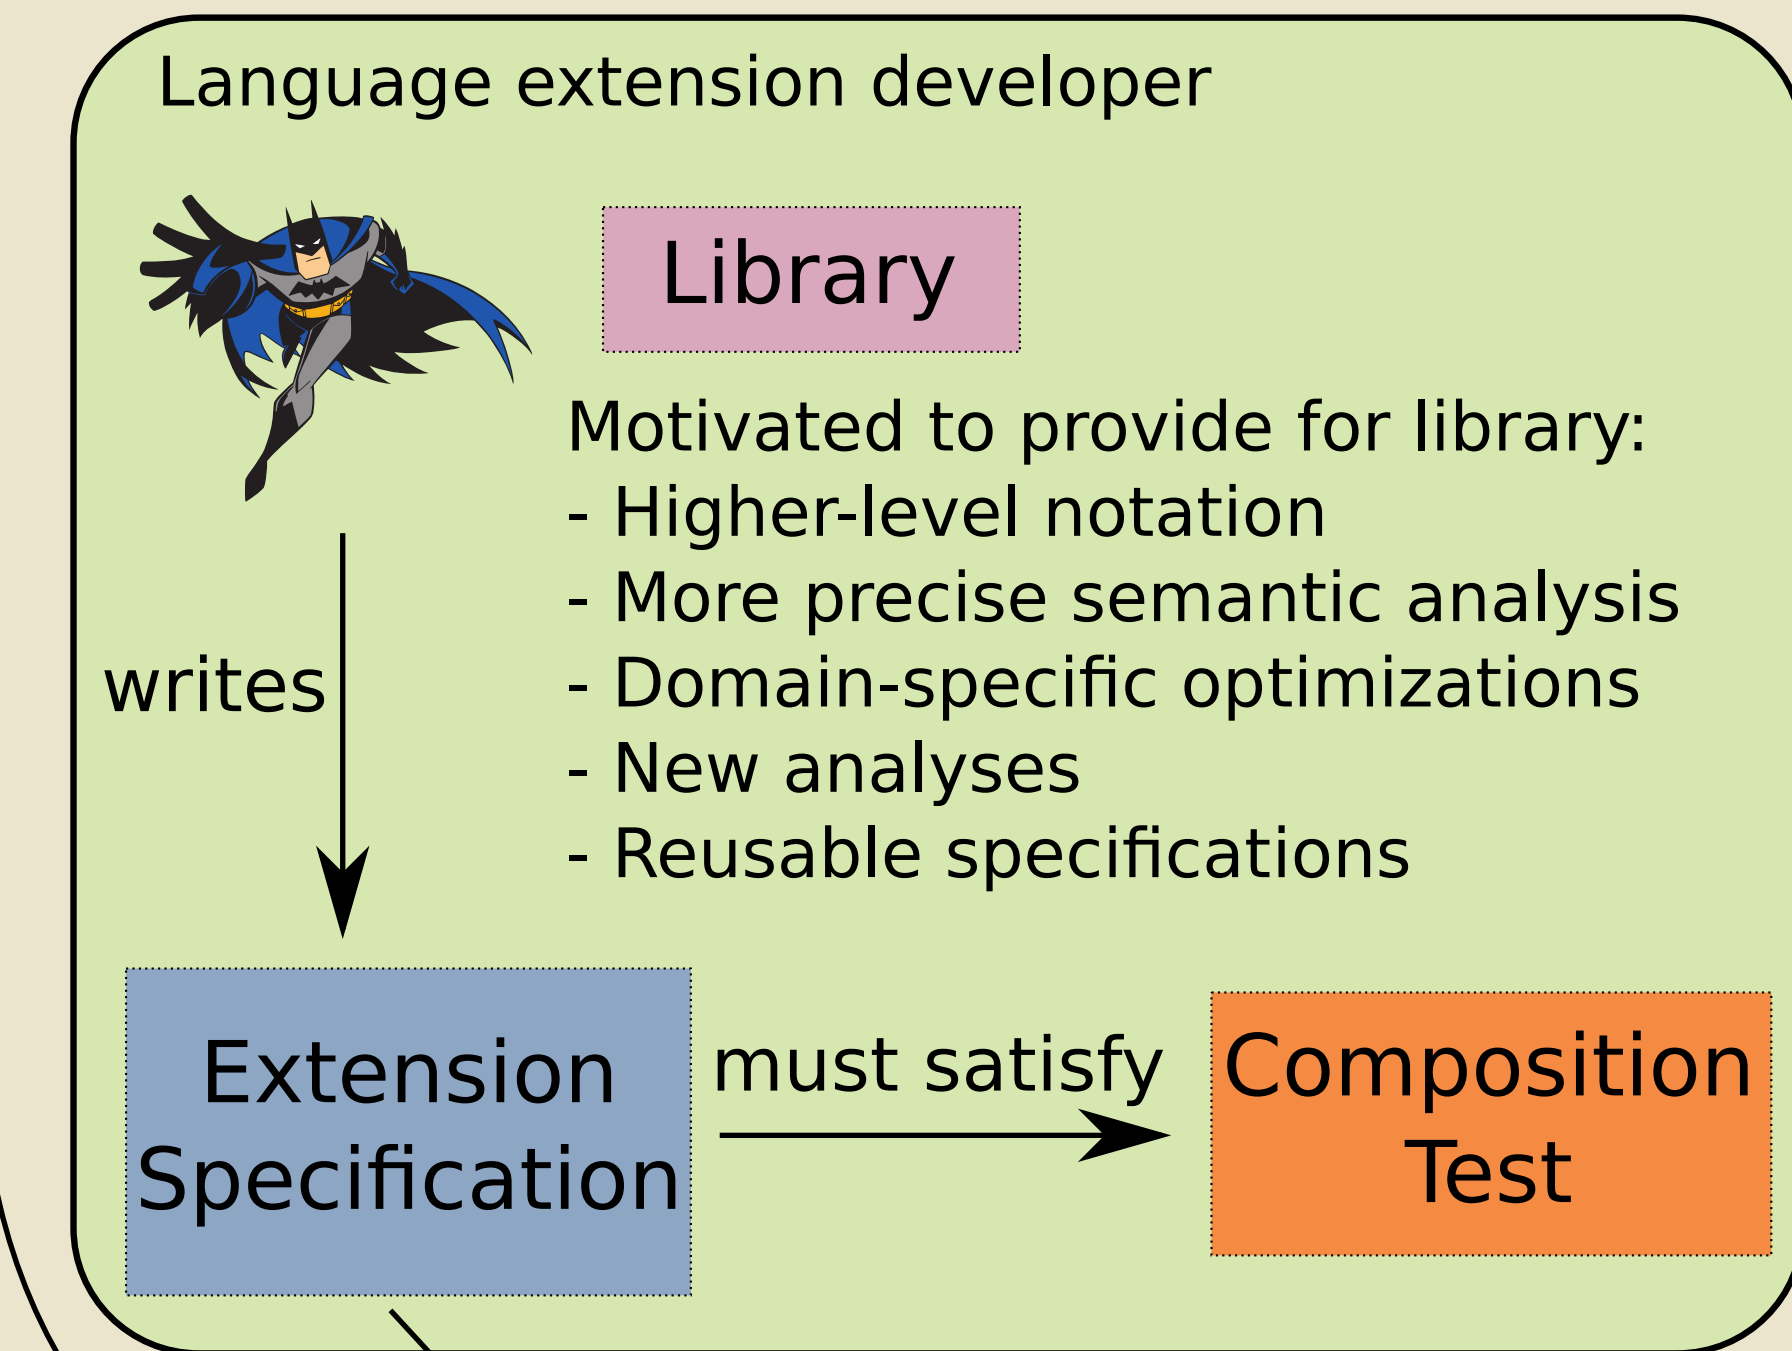 Language extension developer
Library
Motivated to provide for library:
- Higher-level notation
- More precise semantic analysis
- Domain-specific optimizations
- New analyses
- Reusable specifications
writes
Extension
Specification
must satisfy
Composition
Test